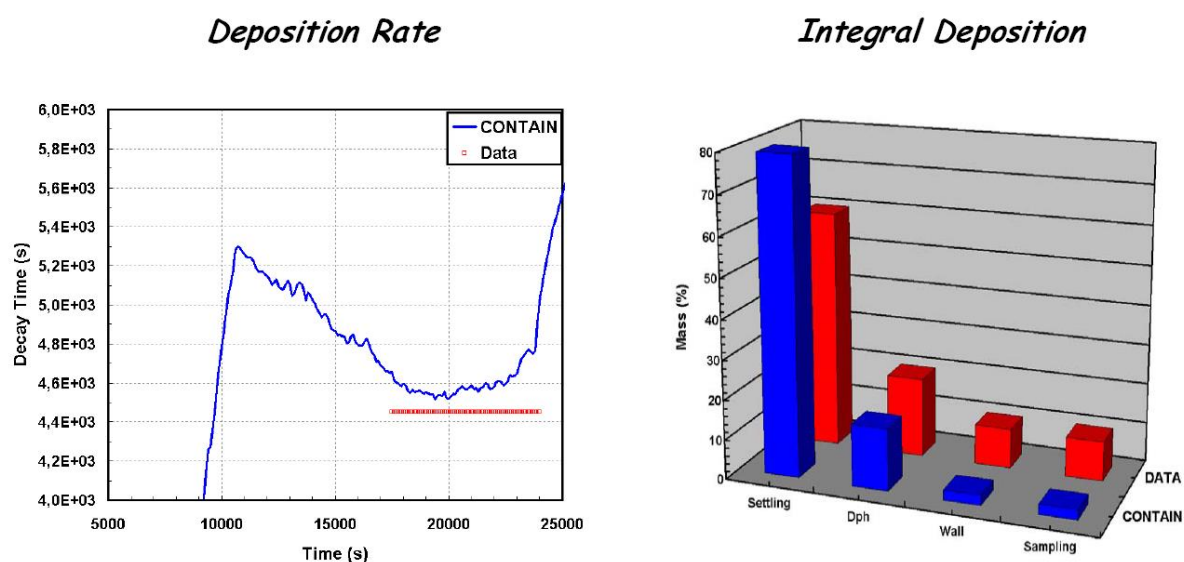 Deposition Rate
Integral Deposition
6,0E+03
5,8E+03
5,6E+03
5,4E+03
5,2E+03
5,0E+03
4,8E+03
4,6E+03
4,4E+03
4,2E+03
4,0E+03
Decay Time (s)
CONTAIN
Data
5000
10000
15000
20000
25000
Time (s)
80
70
60
50
40
30
20
10
0
Mass (%)
Settling
Dph
Wall
Sampling
DATA
CONTAIN